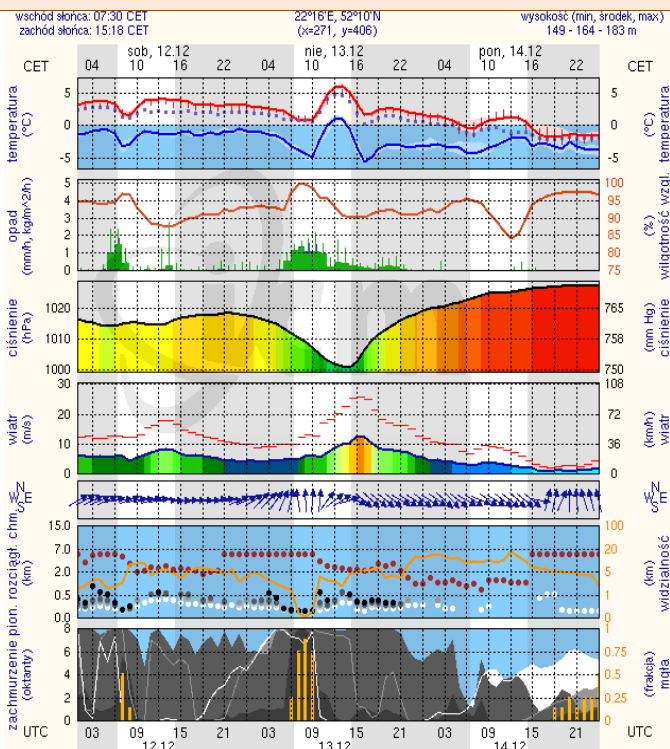 wschód słońca: 07:30 CET 22°16'E, 52°10'N wysokość (min, środek, max)
zachód słońca: 15:18 CET (x=271, y=406) 149 - 164 - 183 m
sob, 12.12 nie, 13.12 pon, 14.12
CET 04 10 16 22 04 10 16 22 04 10 16 22 CET
temperatura (°C) 5 0 -5 5 0 -5 temperatura (°C)
opad (mm/h, kg/m^2/h) 5 4 3 2 1 0 100 95 90 85 80 75 (%) wilgotność wzgl.
ciśnienie (hPa) 1020 1010 1000 765 758 750 (mm Hg) ciśnienie
wiatr (m/s) 30 20 10 0 108 72 36 0 (km/h) wiatr
N W E S N W E S
pion. rozciągł. chm. (km) 15.0 7.0 2.0 0.5 0.0 100 20 5 1 0 (km) widzialność
zachmurzenie (oktanty) 8 6 4 2 0 1 0.75 0.5 0.25 0 (frakcja) mgła
UTC 03 09 15 21 03 09 15 21 03 09 15 21 UTC
12.12 13.12 14.12